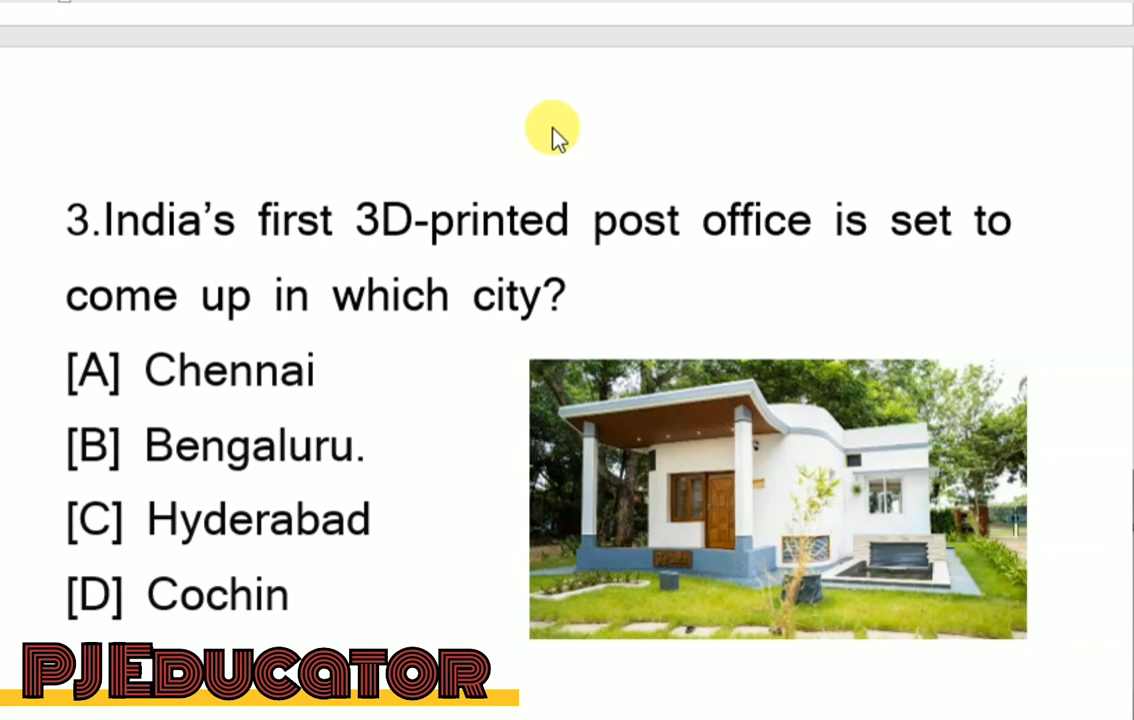 3.India’s first 3D-printed post office is set to
come up in which city?
[A] Chennai
[B] Bengaluru.
[C] Hyderabad
[D] Cochin
PJEducator